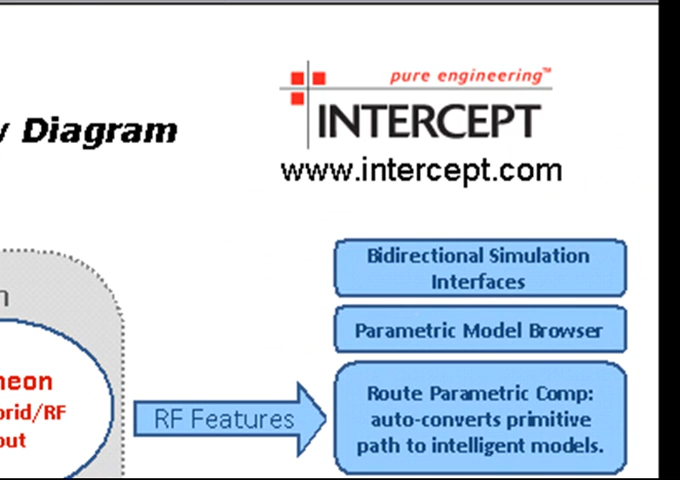 pure engineering™
INTERCEPT
Diagram
www.intercept.com
Bidirectional Simulation
Interfaces
Parametric Model Browser
Route Parametric Comp:
auto-converts primitive
path to intelligent models.
RF Features
neon
brid/RF
out